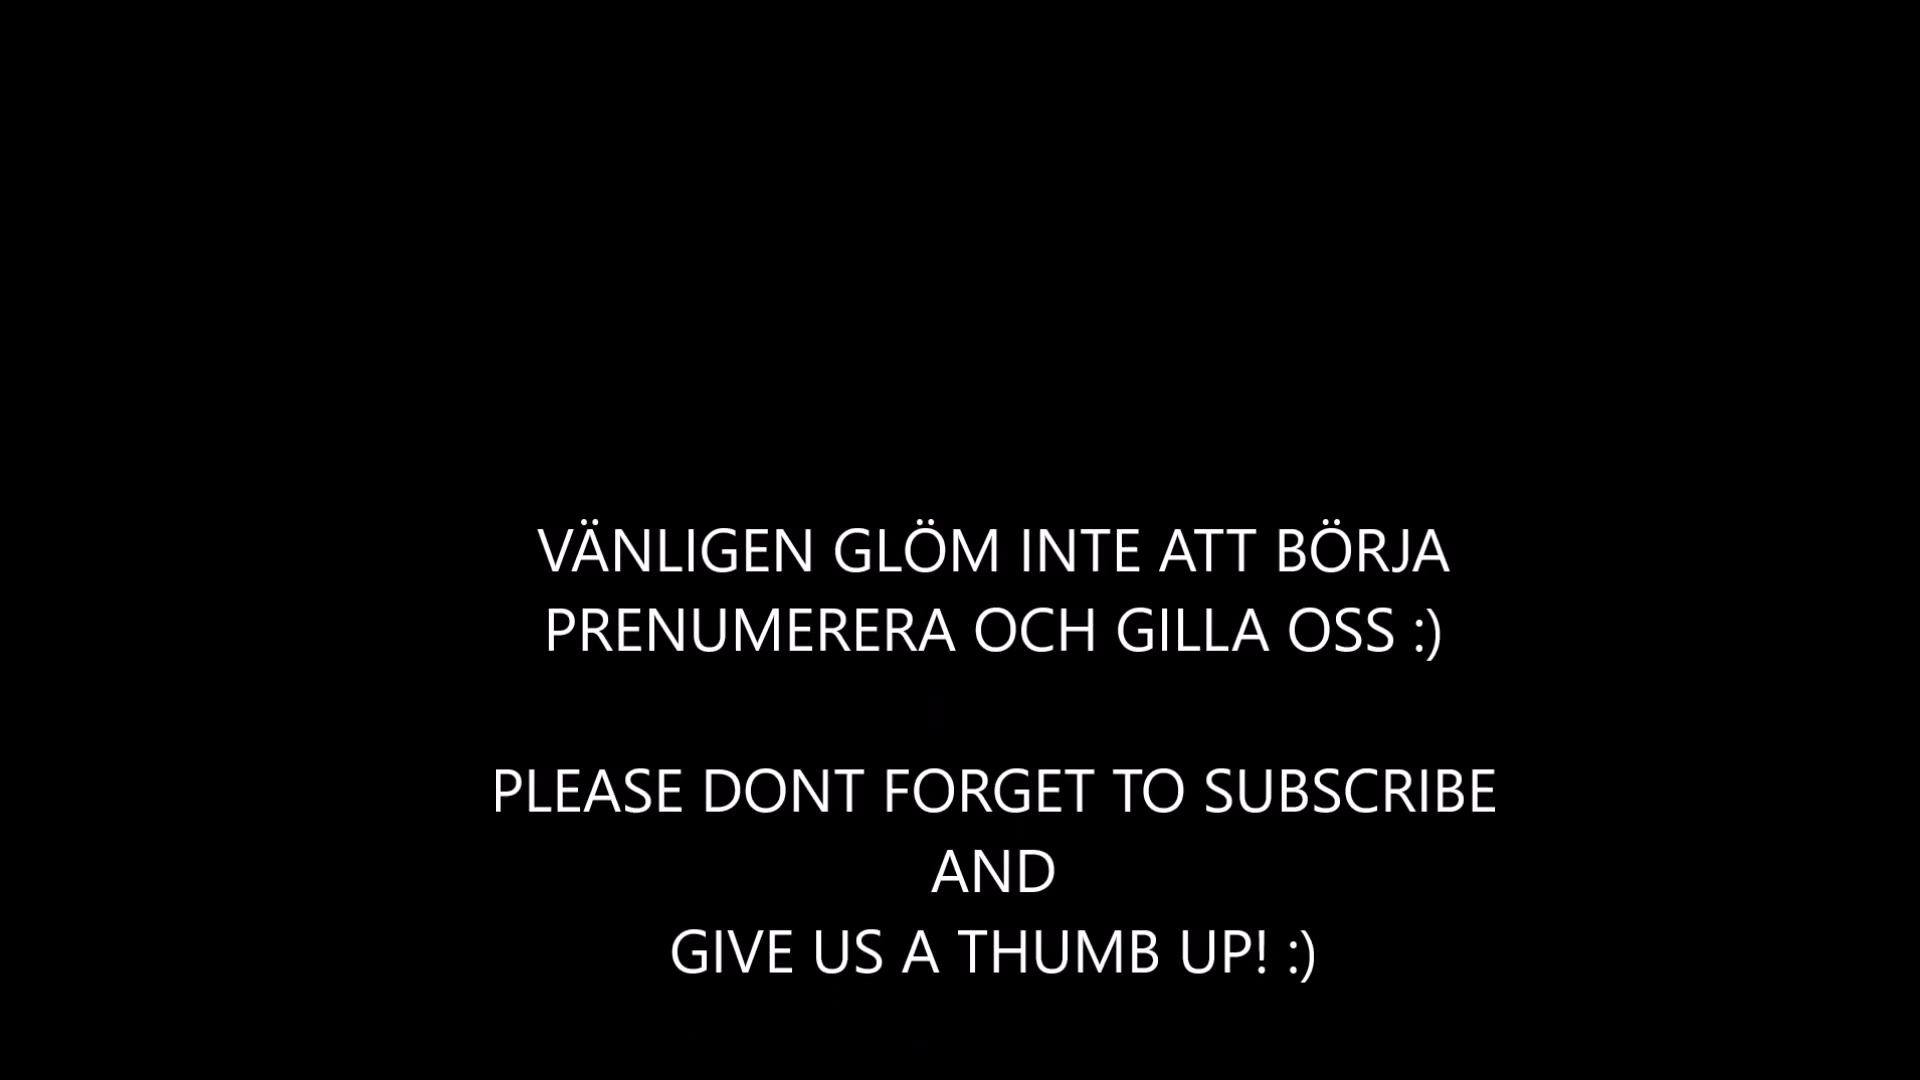 VÄNLIGEN GLÖM INTE ATT BÖRJA
PRENUMERERA OCH GILLA OSS :)
PLEASE DONT FORGET TO SUBSCRIBE
AND
GIVE US A THUMB UP! :)